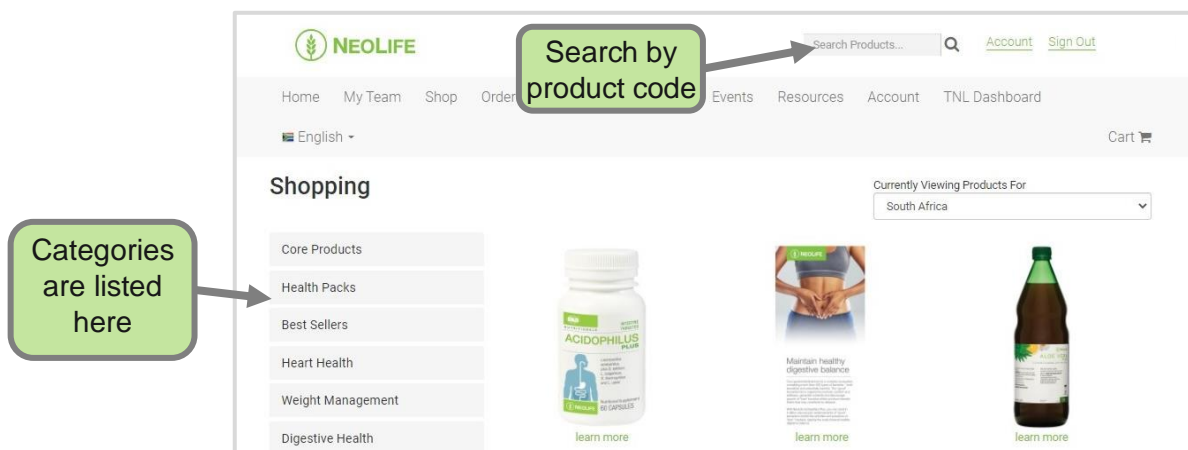 NEOLIFE
Search by
product code
Search Products...
Account Sign Out
Home My Team Shop Events Resources Account TNL Dashboard
English
Cart
Shopping
Currently Viewing Products For
South Africa
Categories
are listed
here
Core Products
Health Packs
Best Sellers
Heart Health
Weight Management
Digestive Health
ACIDOPHILUS
PLUS
NEOLIFE
60 CAPSULES
NEOLIFE
Maintain healthy
digestive balance
learn more
learn more
learn more